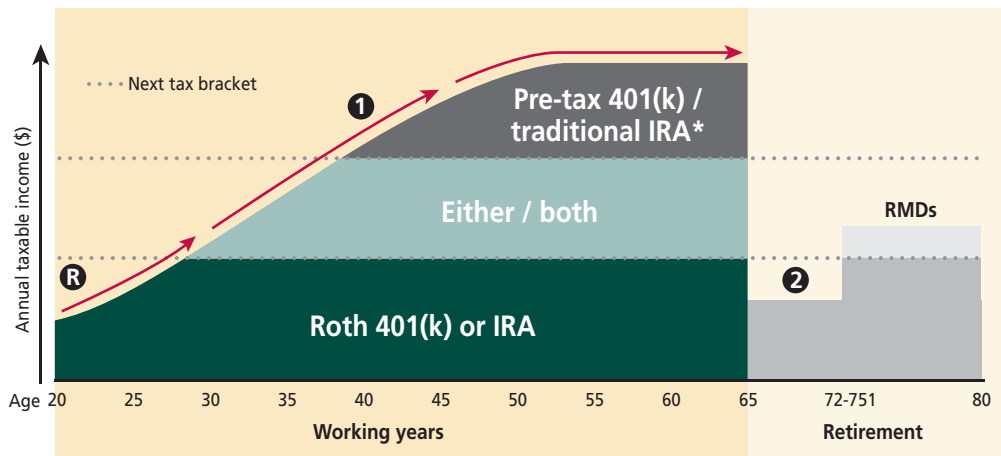 Annual taxable income ($)
Next tax bracket
1
Pre-tax 401(k) /
traditional IRA*
Either / both
RMDs
R
2
Roth 401(k) or IRA
Age 20 25 30 35 40 45 50 55 60 65 72-751 80
Working years Retirement